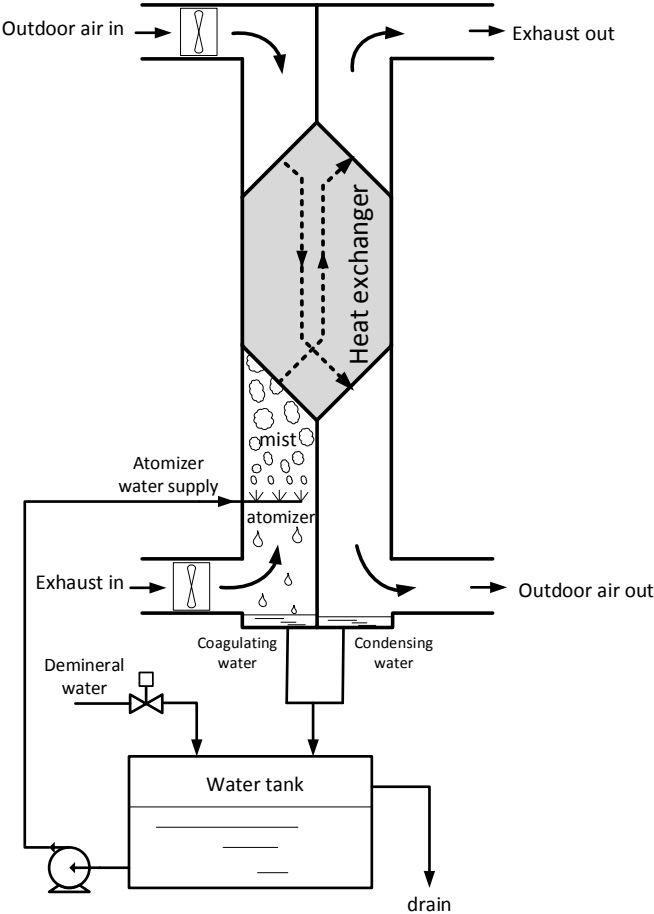 Outdoor air in
Exhaust out
Heat exchanger
mist
Atomizer
water supply
atomizer
Exhaust in
Outdoor air out
Coagulating
water
Condensing
water
Demineral
water
Water tank
drain